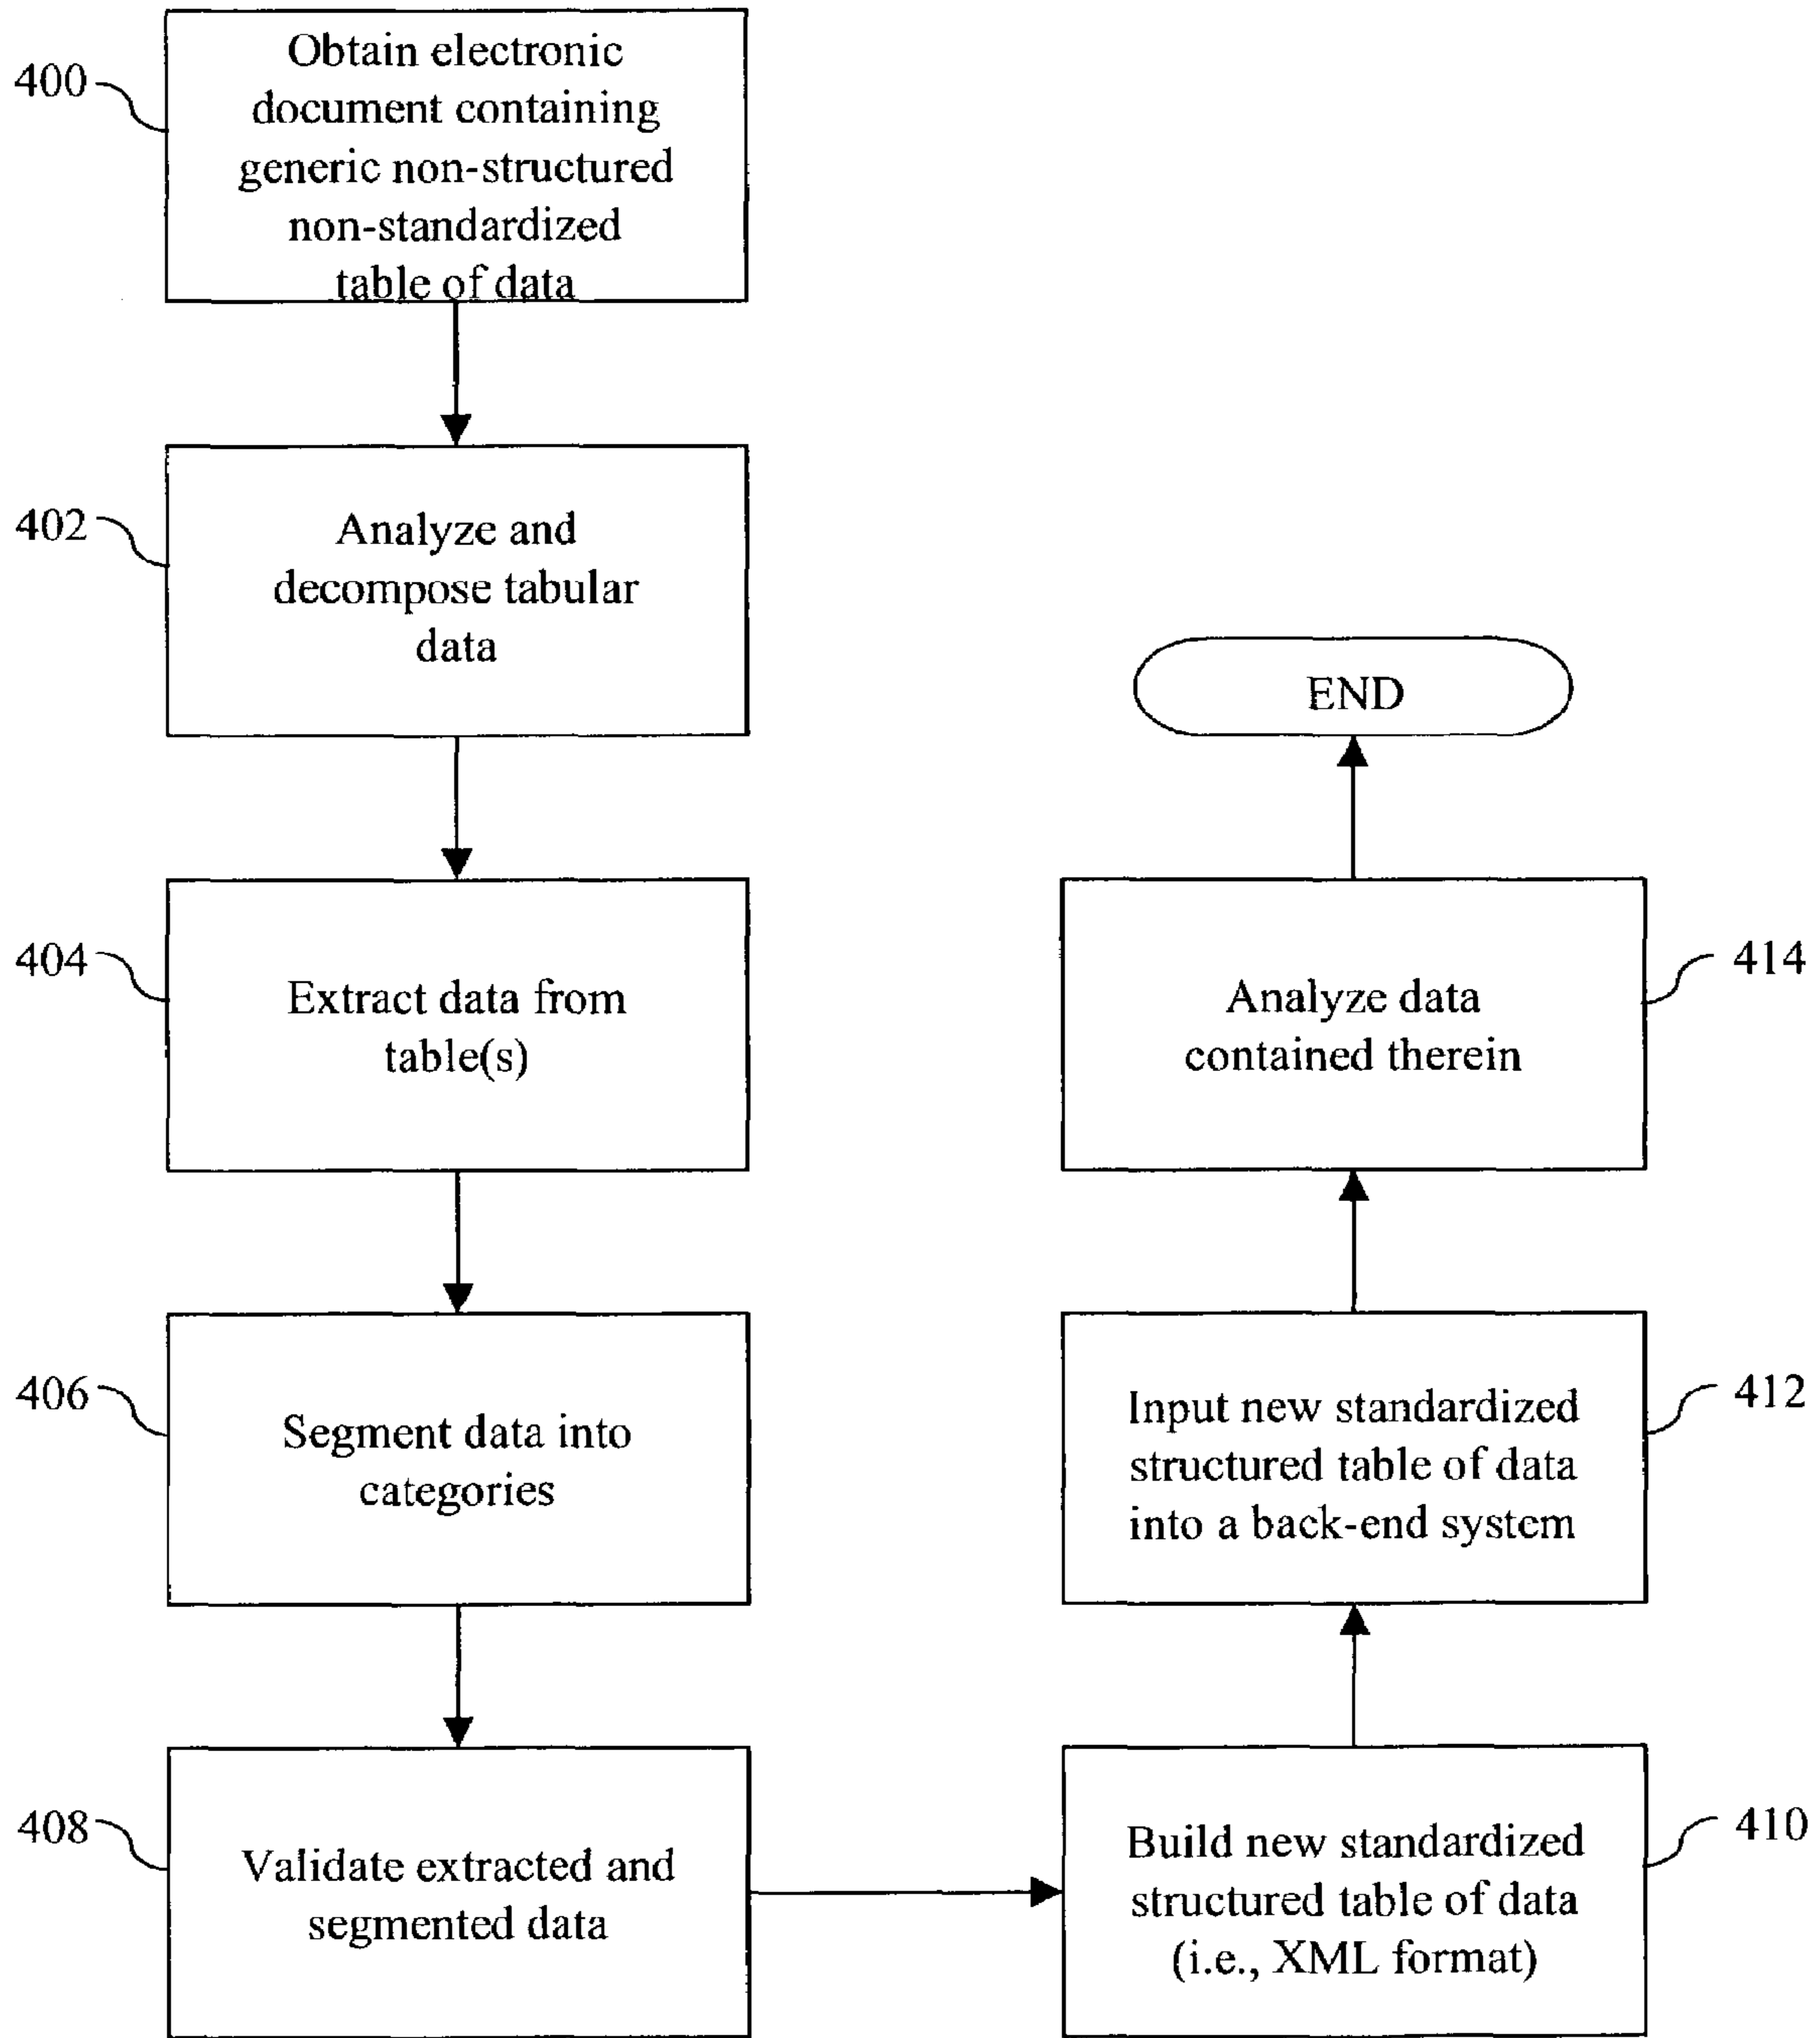 400
Obtain electronic
document containing
generic non-structured
non-standardized
table of data
402
Analyze and
decompose tabular
data
404
Extract data from
table(s)
406
Segment data into
categories
408
Validate extracted and
segmented data
410
Build new standardized
structured table of data
(i.e., XML format)
412
Input new standardized
structured table of data
into a back-end system
414
Analyze data
contained therein
END